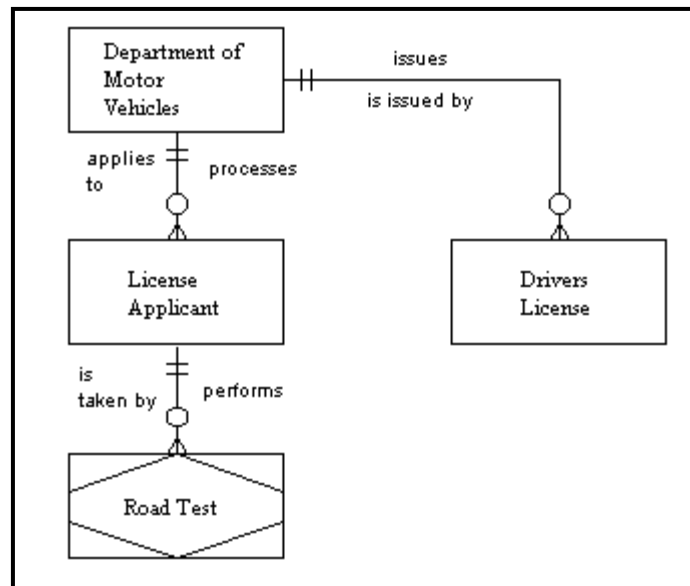 Department of
Motor
Vehicles
issues
is issued by
applies
to
processes
License
Applicant
Drivers
License
is
taken by
performs
Road Test